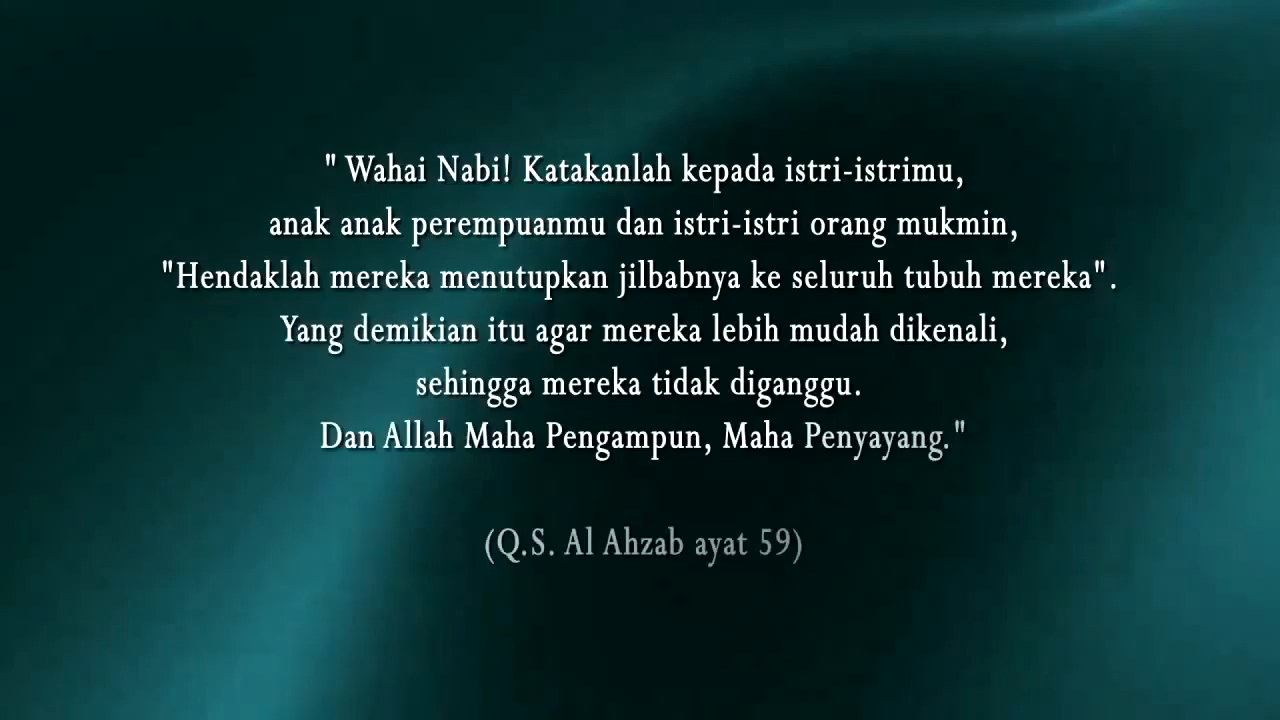 " Wahai Nabi! Katakanlah kepada istri-istrimu,
anak anak perempuanmu dan istri-istri orang mukmin,
"Hendaklah mereka menutupkan jilbabnya ke seluruh tubuh mereka".
Yang demikian itu agar mereka lebih mudah dikenali,
sehingga mereka tidak diganggu.
Dan Allah Maha Pengampun, Maha Penyayang."
(Q.S. Al Ahzab ayat 59)